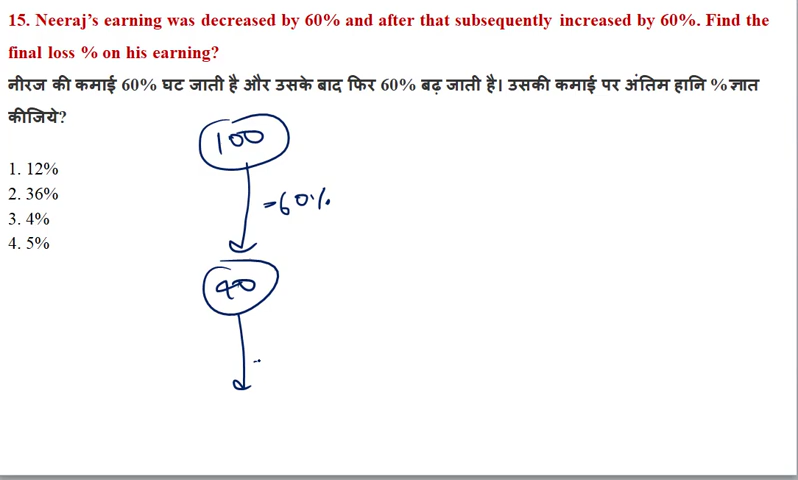 15. Neeraj’s earning was decreased by 60% and after that subsequently increased by 60%. Find the
final loss % on his earning?
नीरज की कमाई 60% घट जाती है और उसके बाद फिर 60% बढ़ जाती है। उसकी कमाई पर अंतिम हानि % ज्ञात
कीजिये?
100
1. 12%
2. 36%
-60%
3. 4%
4. 5%
40